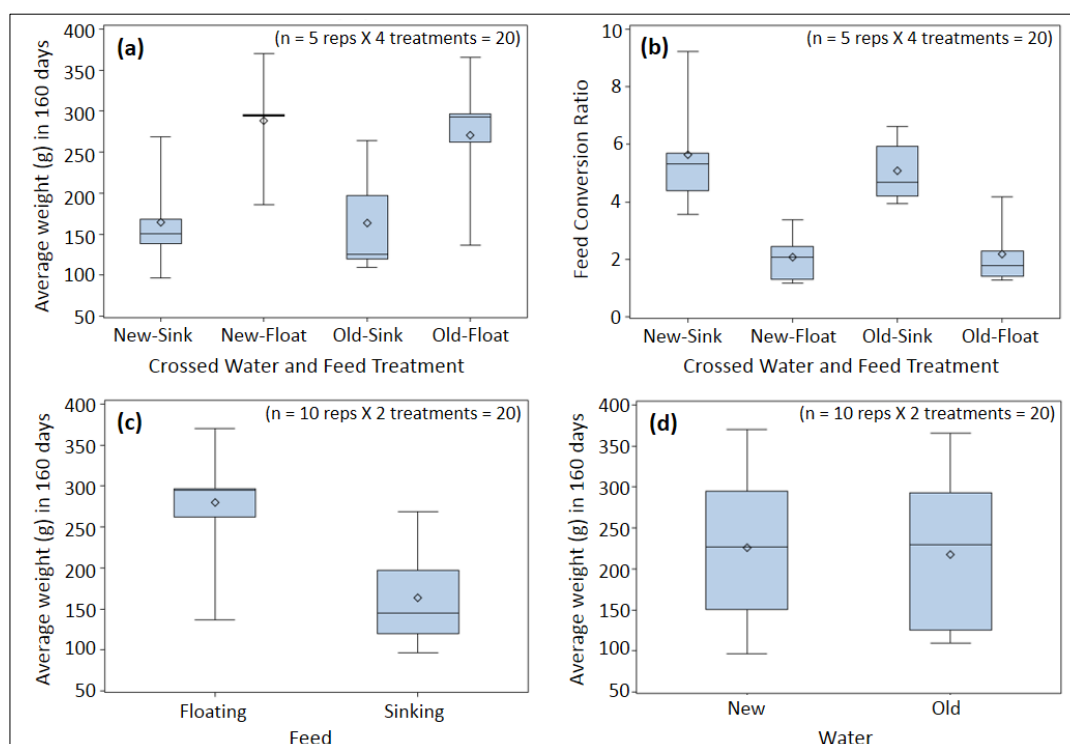 (a)
(n = 5 reps X 4 treatments = 20)
Average weight (g) in 160 days
400
350
300
250
200
150
100
50
New-Sink New-Float Old-Sink Old-Float
Crossed Water and Feed Treatment
(b)
(n = 5 reps X 4 treatments = 20)
Feed Conversion Ratio
10
8
6
4
2
0
New-Sink New-Float Old-Sink Old-Float
Crossed Water and Feed Treatment
(c)
(n = 10 reps X 2 treatments = 20)
Average weight (g) in 160 days
400
350
300
250
200
150
100
50
Floating Sinking
Feed
(d)
(n = 10 reps X 2 treatments = 20)
Average weight (g) in 160 days
400
350
300
250
200
150
100
50
New Old
Water